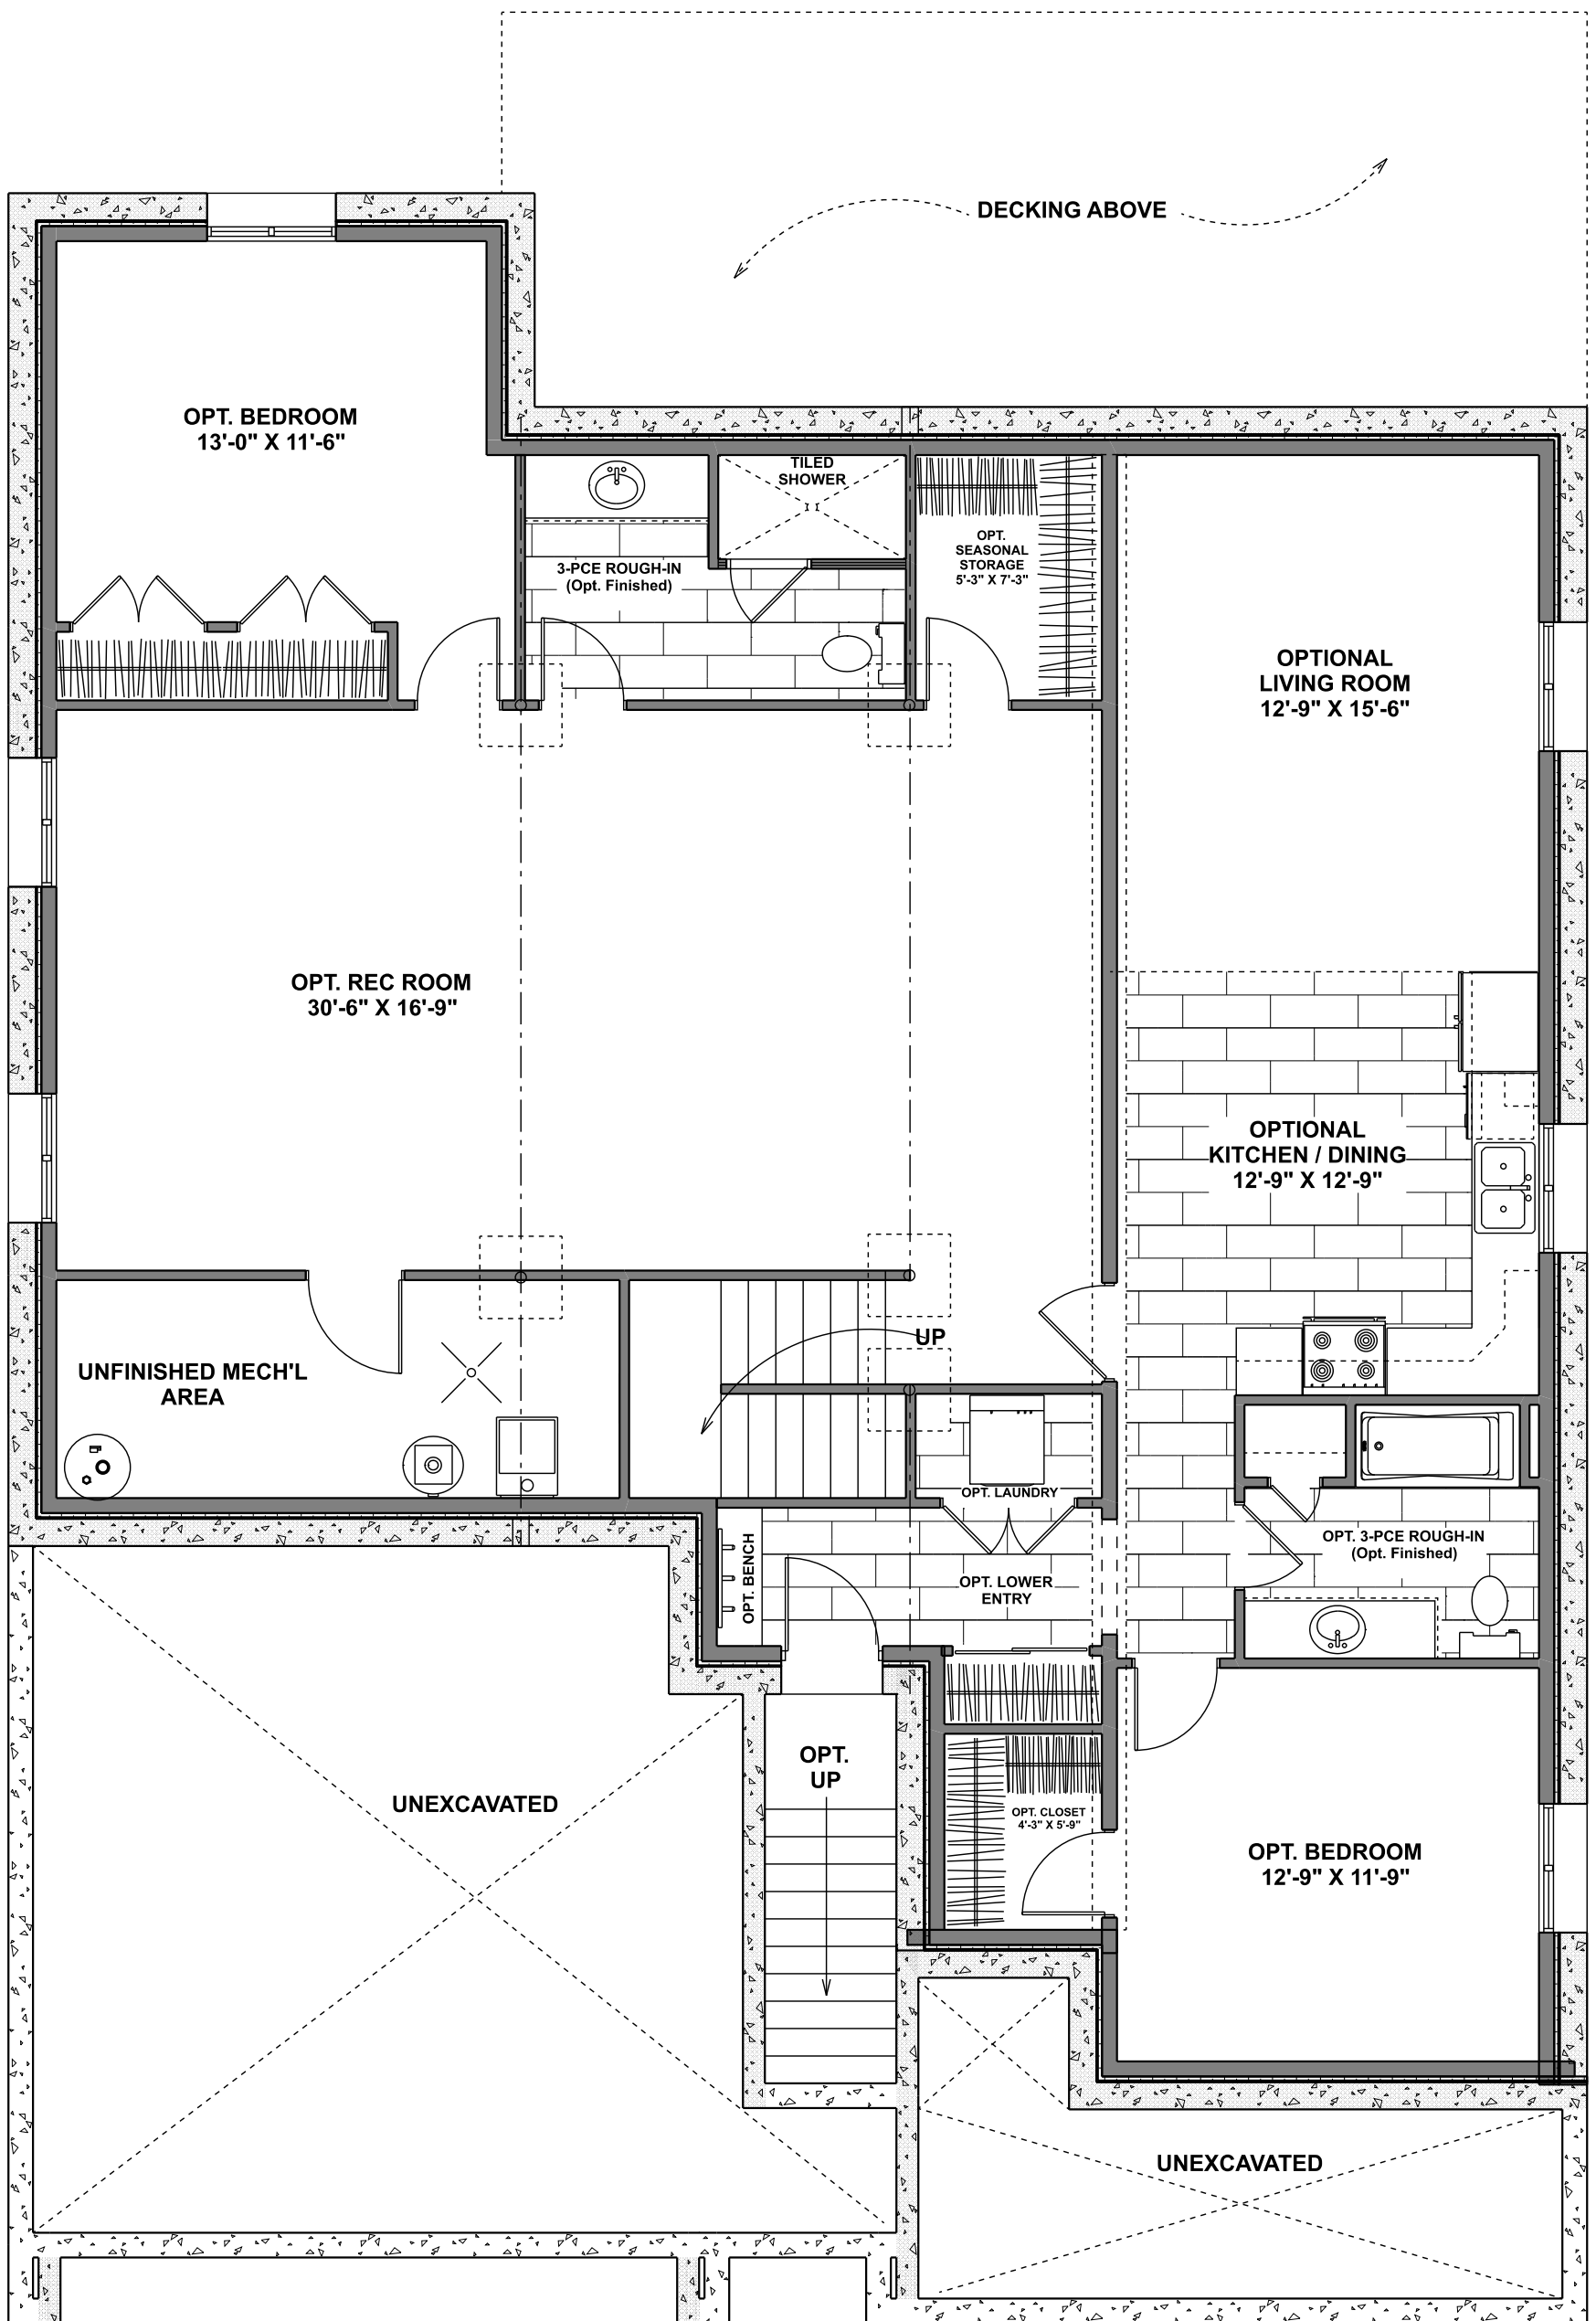 DECKING ABOVE
OPT. BEDROOM
13'-0" X 11'-6"
TILED
SHOWER
3-PCE ROUGH-IN
(Opt. Finished)
OPT.
SEASONAL
STORAGE
5'-3" X 7'-3"
OPTIONAL
LIVING ROOM
12'-9" X 15'-6"
OPT. REC ROOM
30'-6" X 16'-9"
OPTIONAL
KITCHEN / DINING
12'-9" X 12'-9"
UP
UNFINISHED MECH'L
AREA
OPT. LAUNDRY
OPT. BENCH
OPT. 3-PCE ROUGH-IN
(Opt. Finished)
OPT. LOWER
ENTRY
OPT.
UP
UNEXCAVATED
OPT. CLOSET
4'-3" X 5'-9"
OPT. BEDROOM
12'-9" X 11'-9"
UNEXCAVATED